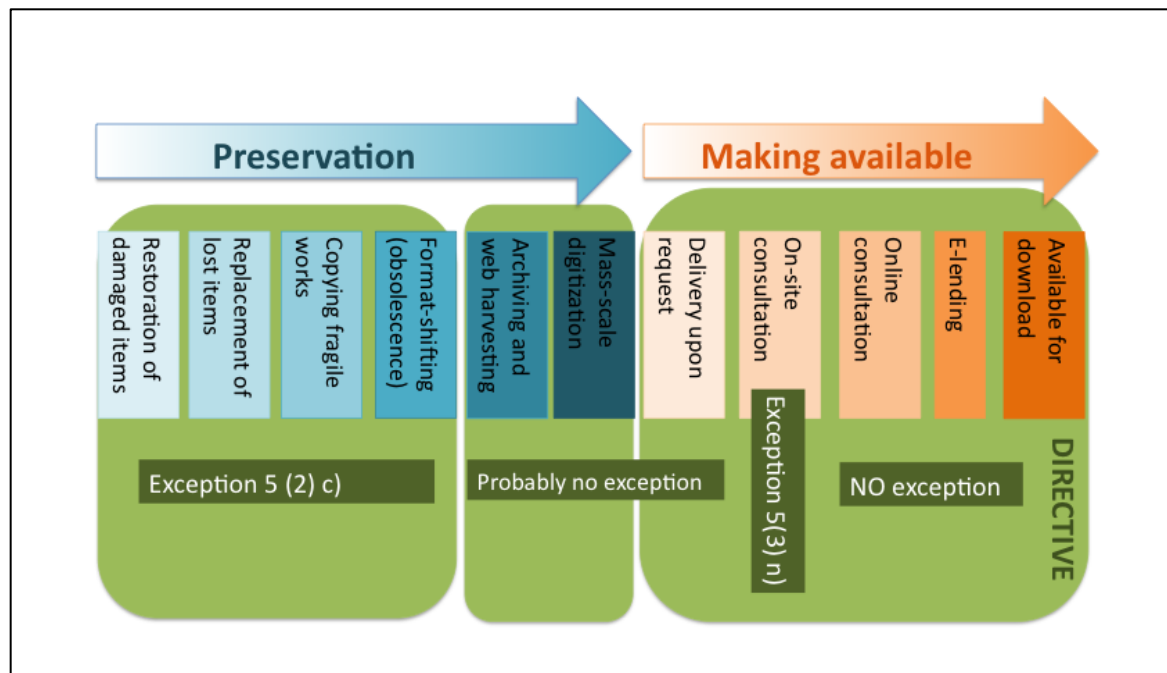 Preservation
Making available
Restoration of
damaged items
Replacement of
lost items
Copying fragile
works
Format-shifting
(obsolescence)
Archiving and
web harvesting
Mass-scale
digitization
Delivery upon
request
On-site
consultation
Online
consultation
E-lending
Available for
download
Exception 5 (2) c)
Probably no exception
Exception 5(3) n)
NO exception
DIRECTIVE